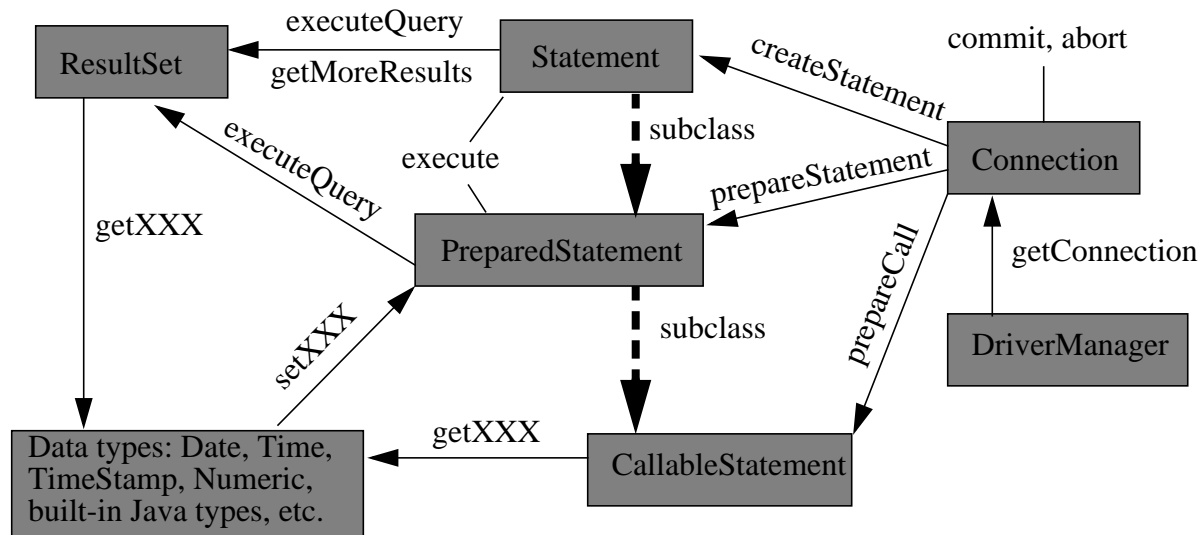 executeQuery
ResultSet
getMoreResults
Statement
createStatement
commit, abort
subclass
executeQuery
execute
prepareStatement
Connection
getXXX
PreparedStatement
getConnection
prepareCall
setXXX
subclass
DriverManager
getXXX
Data types: Date, Time,
TimeStamp, Numeric,
built-in Java types, etc.
CallableStatement